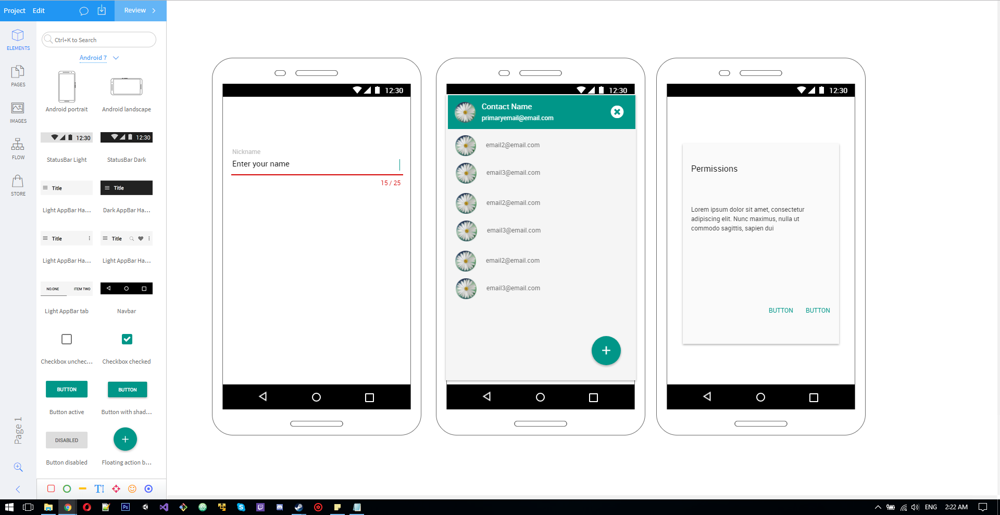 Project Edit Review
Ctrl+K to Search
ELEMENTS
PAGES
IMAGES
FLOW
STORE
Page 1
Android 7
Android portrait Android landscape
12:30 12:30
StatusBar Light StatusBar Dark
Title Title
Light AppBar Ha... Dark AppBar Ha...
Title Title
Light AppBar Ha... Light AppBar Ha...
NO.ONE ITEM TWO
Light AppBar tab Navbar
Checkbox unchec... Checkbox checked
BUTTON BUTTON
Button active Button with shad...
DISABLED
Button disabled Floating action b...
T
12:30
Nickname
Enter your name
15 / 25
12:30
Contact Name
primaryemail@email.com
email2@email.com
email3@email.com
email2@email.com
email3@email.com
email2@email.com
email3@email.com
12:30
Permissions
Lorem ipsum dolor sit amet, consectetur
adipiscing elit. Nunc maximus, nulla ut
commodo sagittis, sapien dui
BUTTON BUTTON
Ps
ENG 2:22 AM